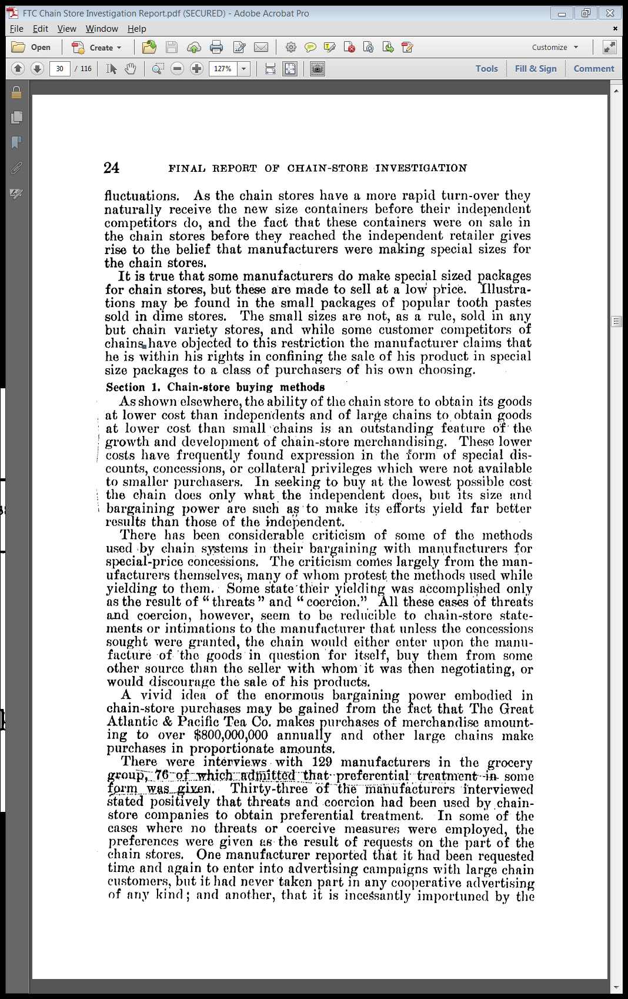 FTC Chain Store Investigation Report.pdf (SECURED) - Adobe Acrobat Pro
File Edit View Window Help
Open Create Customize
30 / 116 127% Tools Fill & Sign Comment
24 FINAL REPORT OF CHAIN-STORE INVESTIGATION
fluctuations. As the chain stores have a more rapid turn-over they
naturally receive the new size containers before their independent
competitors do, and the fact that these containers were on sale in
the chain stores before they reached the independent retailer gives
rise to the belief that manufacturers were making special sizes for
the chain stores.
It is true that some manufacturers do make special sized packages
for chain stores, but these are made to sell at a low price. Illustra-
tions may be found in the small packages of popular tooth pastes
sold in dime stores. The small sizes are not, as a rule, sold in any
but chain variety stores, and while some customer competitors of
chains have objected to this restriction the manufacturer claims that
he is within his rights in confining the sale of his product in special
size packages to a class of purchasers of his own choosing.
Section 1. Chain-store buying methods
As shown elsewhere, the ability of the chain store to obtain its goods
at lower cost than independents and of large chains to obtain goods
at lower cost than small chains is an outstanding feature of the
growth and development of chain-store merchandising. These lower
costs have frequently found expression in the form of special dis-
counts, concessions, or collateral privileges which were not available
to smaller purchasers. In seeking to buy at the lowest possible cost
the chain does only what the independent does, but its size and
bargaining power are such as to make its efforts yield far better
results than those of the independent.
There has been considerable criticism of some of the methods
used by chain systems in their bargaining with manufacturers for
special-price concessions. The criticism comes largely from the man-
ufacturers themselves, many of whom protest the methods used while
yielding to them. Some state their yielding was accomplished only
as the result of "threats" and "coercion." All these cases of threats
and coercion, however, seem to be reducible to chain-store state-
ments or intimations to the manufacturer that unless the concessions
sought were granted, the chain would either enter upon the manu-
facture of the goods in question for itself, buy them from some
other source than the seller with whom it was then negotiating, or
would discourage the sale of his products.
A vivid idea of the enormous bargaining power embodied in
chain-store purchases may be gained from the fact that The Great
Atlantic & Pacific Tea Co. makes purchases of merchandise amount-
ing to over $800,000,000 annually and other large chains make
purchases in proportionate amounts.
There were interviews with 129 manufacturers in the grocery
group, 76 of which admitted that preferential treatment in some
form was given. Thirty-three of the manufacturers interviewed
stated positively that threats and coercion had been used by chain-
store companies to obtain preferential treatment. In some of the
cases where no threats or coercive measures were employed, the
preferences were given as the result of requests on the part of the
chain stores. One manufacturer reported that it had been requested
time and again to enter into advertising campaigns with large chain
customers, but it had never taken part in any cooperative advertising
of any kind; and another, that it is incessantly importuned by the